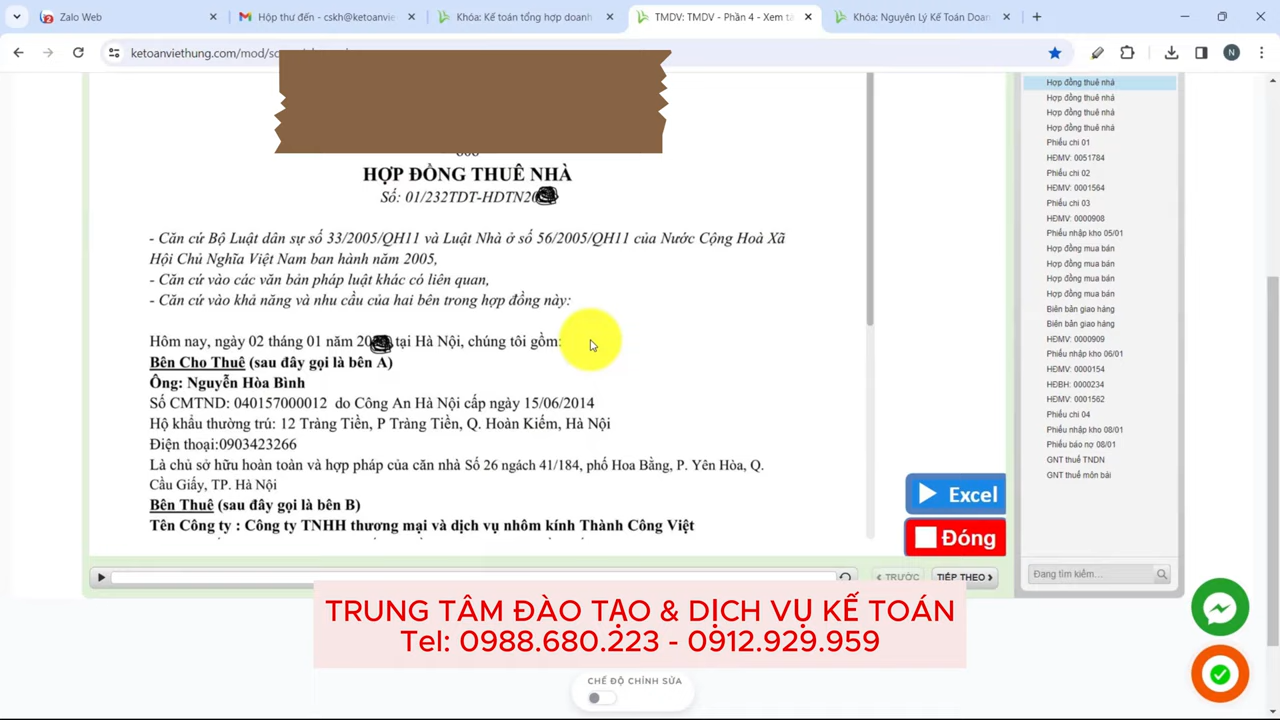 Zalo Web
Hộp thư đến - cskh@ketoanvie
Khóa: Kế toán tổng hợp doanh
TMDV: TMDV - Phần 4 - Xem tà
Khóa: Nguyên Lý Kế Toán Doan
HỢP ĐỒNG THUÊ NHÀ
Số: 01/232TDT-HDTN2
- Căn cứ Bộ Luật dân sự số 33/2005/QH11 và Luật Nhà ở số 56/2005/QH11 của Nước Cộng Hoà Xã
Hội Chủ Nghĩa Việt Nam ban hành năm 2005,
- Căn cứ vào các văn bản pháp luật khác có liên quan,
- Căn cứ vào khả năng và nhu cầu của hai bên trong hợp đồng này:
Hôm nay, ngày 02 tháng 01 năm 20 tại Hà Nội, chúng tôi gồm:
Bên Cho Thuê (sau đây gọi là bên A)
Ông: Nguyễn Hòa Bình
Số CMTND: 040157000012 do Công An Hà Nội cấp ngày 15/06/2014
Hộ khẩu thường trú: 12 Tràng Tiền, P Tràng Tiền, Q. Hoàn Kiếm, Hà Nội
Điện thoại:0903423266
Là chủ sở hữu hoàn toàn và hợp pháp của căn nhà Số 26 ngách 41/184, phố Hoa Bằng, P. Yên Hòa, Q.
Cầu Giấy, TP. Hà Nội
Bên Thuê (sau đây gọi là bên B)
Tên Công ty : Công ty TNHH thương mại và dịch vụ nhôm kính Thành Công Việt
Excel
Đóng
TRƯỚC
TIẾP THEO
Hợp đồng thuê nhà
Hợp đồng thuê nhà
Hợp đồng thuê nhà
Hợp đồng thuê nhà
Phiếu chi 01
HĐMV: 0051784
Phiếu chi 02
HĐMV: 0001564
Phiếu chi 03
HĐMV: 0000908
Phiếu nhập kho 05/01
Hợp đồng mua bán
Hợp đồng mua bán
Hợp đồng mua bán
Hợp đồng mua bán
Biên bản giao hàng
Biên bản giao hàng
HĐMV: 0000909
Phiếu nhập kho 06/01
HĐMV: 0000154
HĐBH: 0000234
HĐMV: 0001562
Phiếu chi 04
Phiếu nhập kho 08/01
Phiếu báo nợ 08/01
GNT thuế TNDN
GNT thuế môn bài
Đang tìm kiếm...
TRUNG TÂM ĐÀO TẠO & DỊCH VỤ KẾ TOÁN
Tel: 0988.680.223 - 0912.929.959
CHẾ ĐỘ CHỈNH SỬA